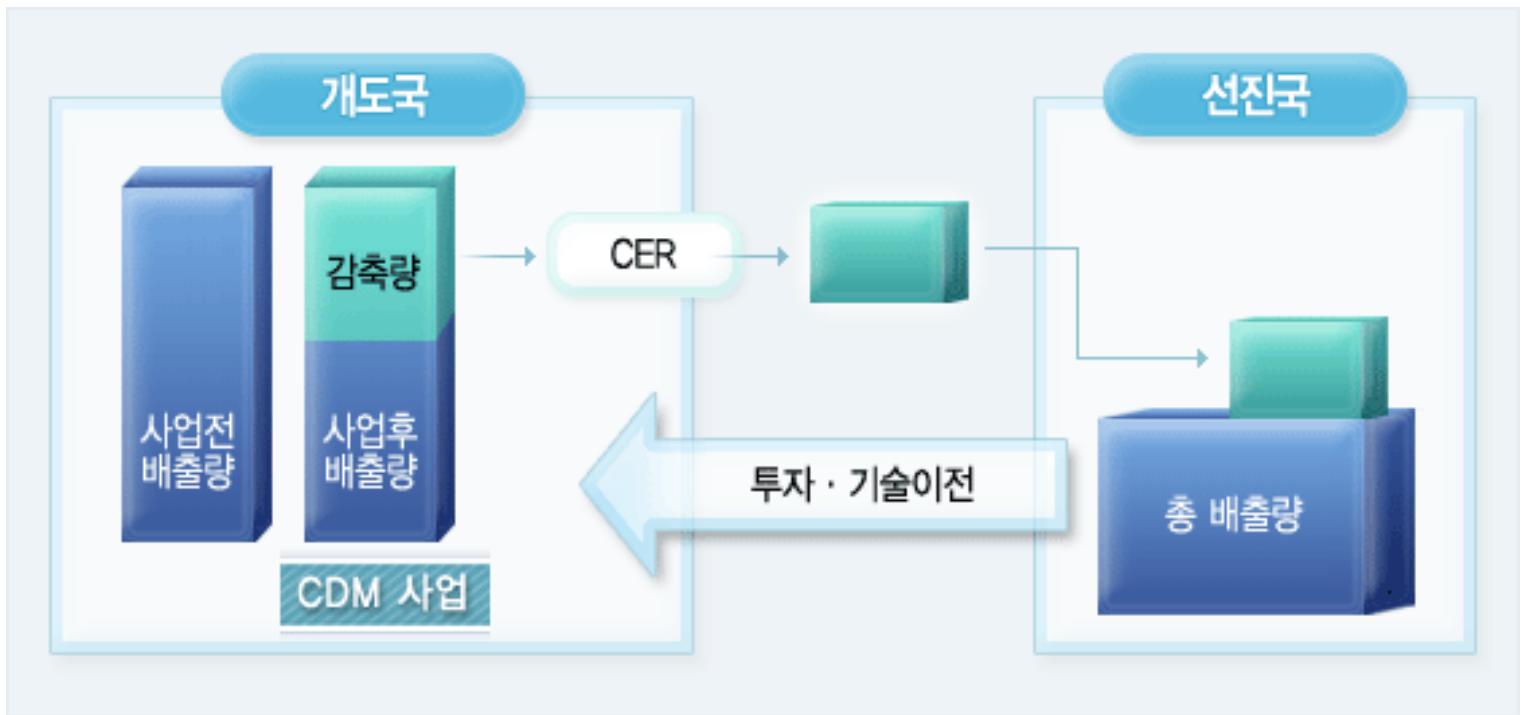 개도국
선진국
감축량
CER
사업전
배출량
사업후
배출량
투자 · 기술이전
총 배출량
CDM 사업